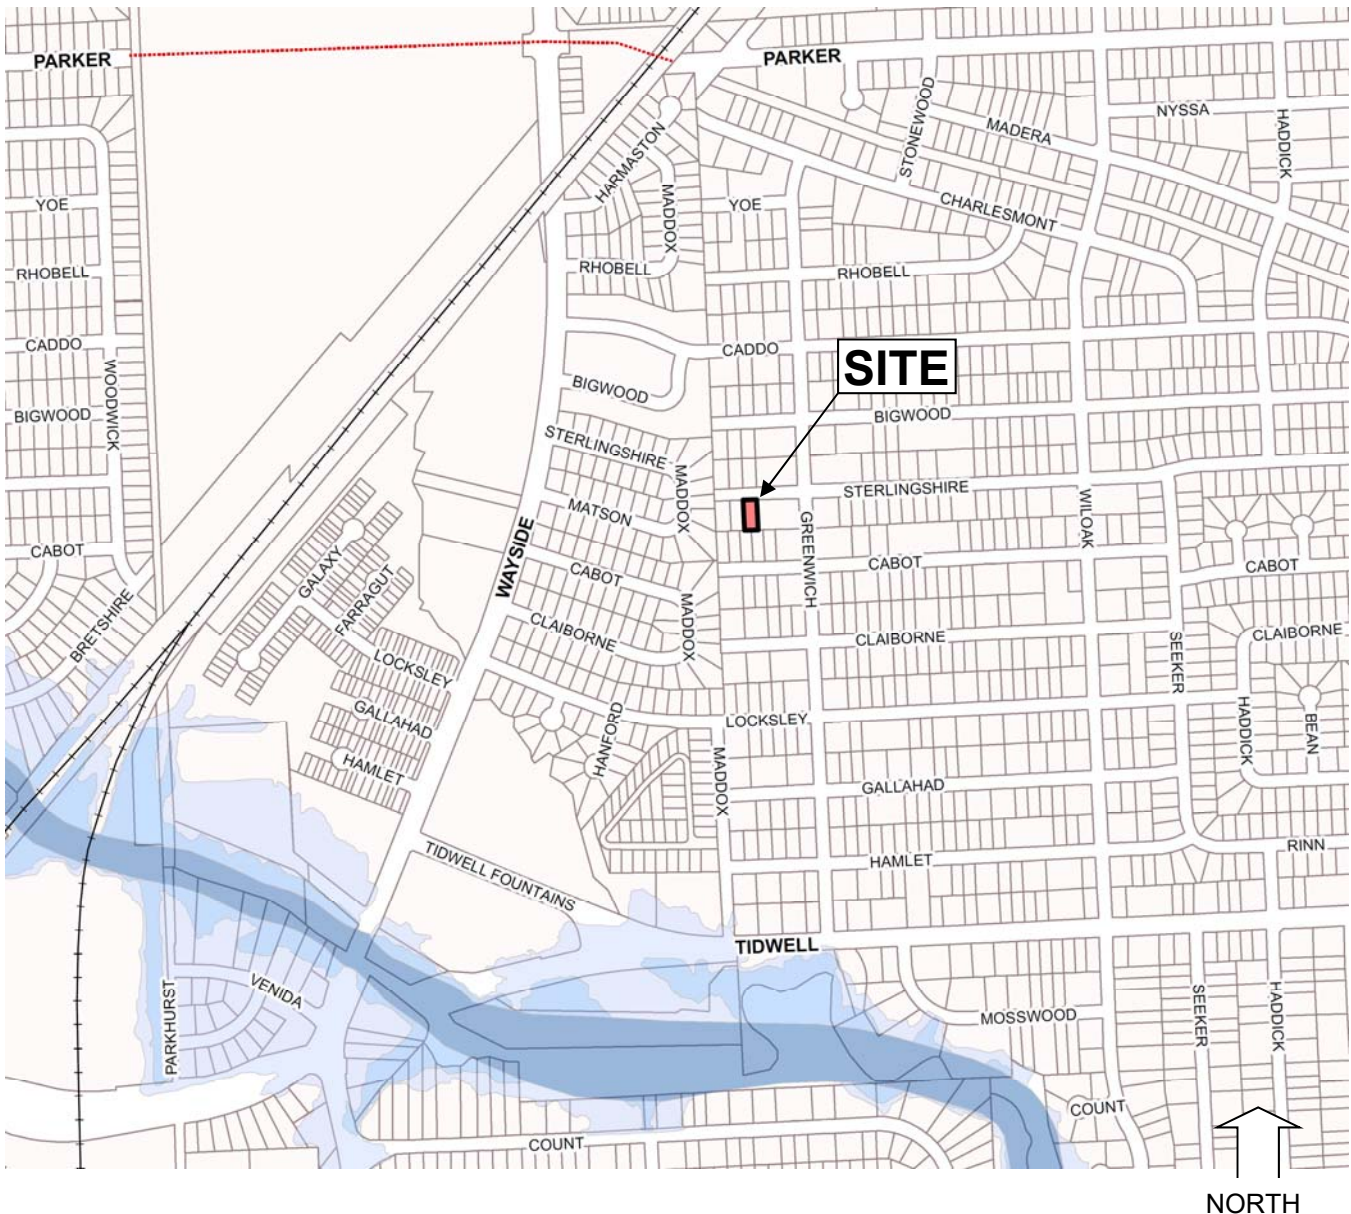 PARKER
PARKER
NYSSA
HADDICK
MADERA
STONEWOOD
HARMASTON
MADDOX
YOE
YOE
CHARLESMONT
RHOBELL
RHOBELL
RHOBELL
CADDO
CADDO
SITE
WOODWICK
BIGWOOD
BIGWOOD
BIGWOOD
STERLINGSHIRE
MADDOX
STERLINGSHIRE
WILOAK
MATSON
GREENWICH
WAYSIDE
CABOT
CABOT
CABOT
CABOT
GALAXY
FARRAGUT
BRETSHIRE
MADDOX
CLAIBORNE
CLAIBORNE
CLAIBORNE
SEEKER
LOCKSLEY
HADDICK
BEAN
GALLAHAD
HANFORD
LOCKSLEY
HAMLET
MADDOX
GALLAHAD
HAMLET
RINN
TIDWELL FOUNTAINS
TIDWELL
VENIDA
PARKHURST
MOSSWOOD
SEEKER
HADDICK
COUNT
COUNT
NORTH